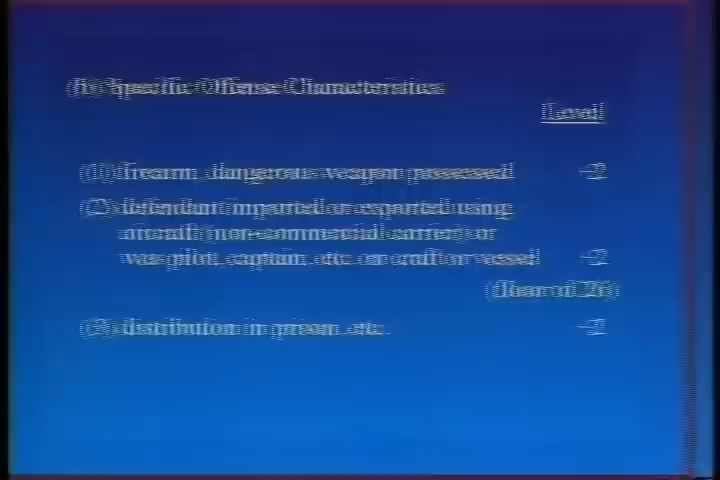 (b) Specific Offense Characteristics
Level
(1) firearm, dangerous weapon possessed +2
(2) defendant imported or exported using
aircraft (non-commercial carrier) or
was pilot, captain, etc. on craft or vessel +2
(floor of 26)
(3) distribution in prison, etc. +2